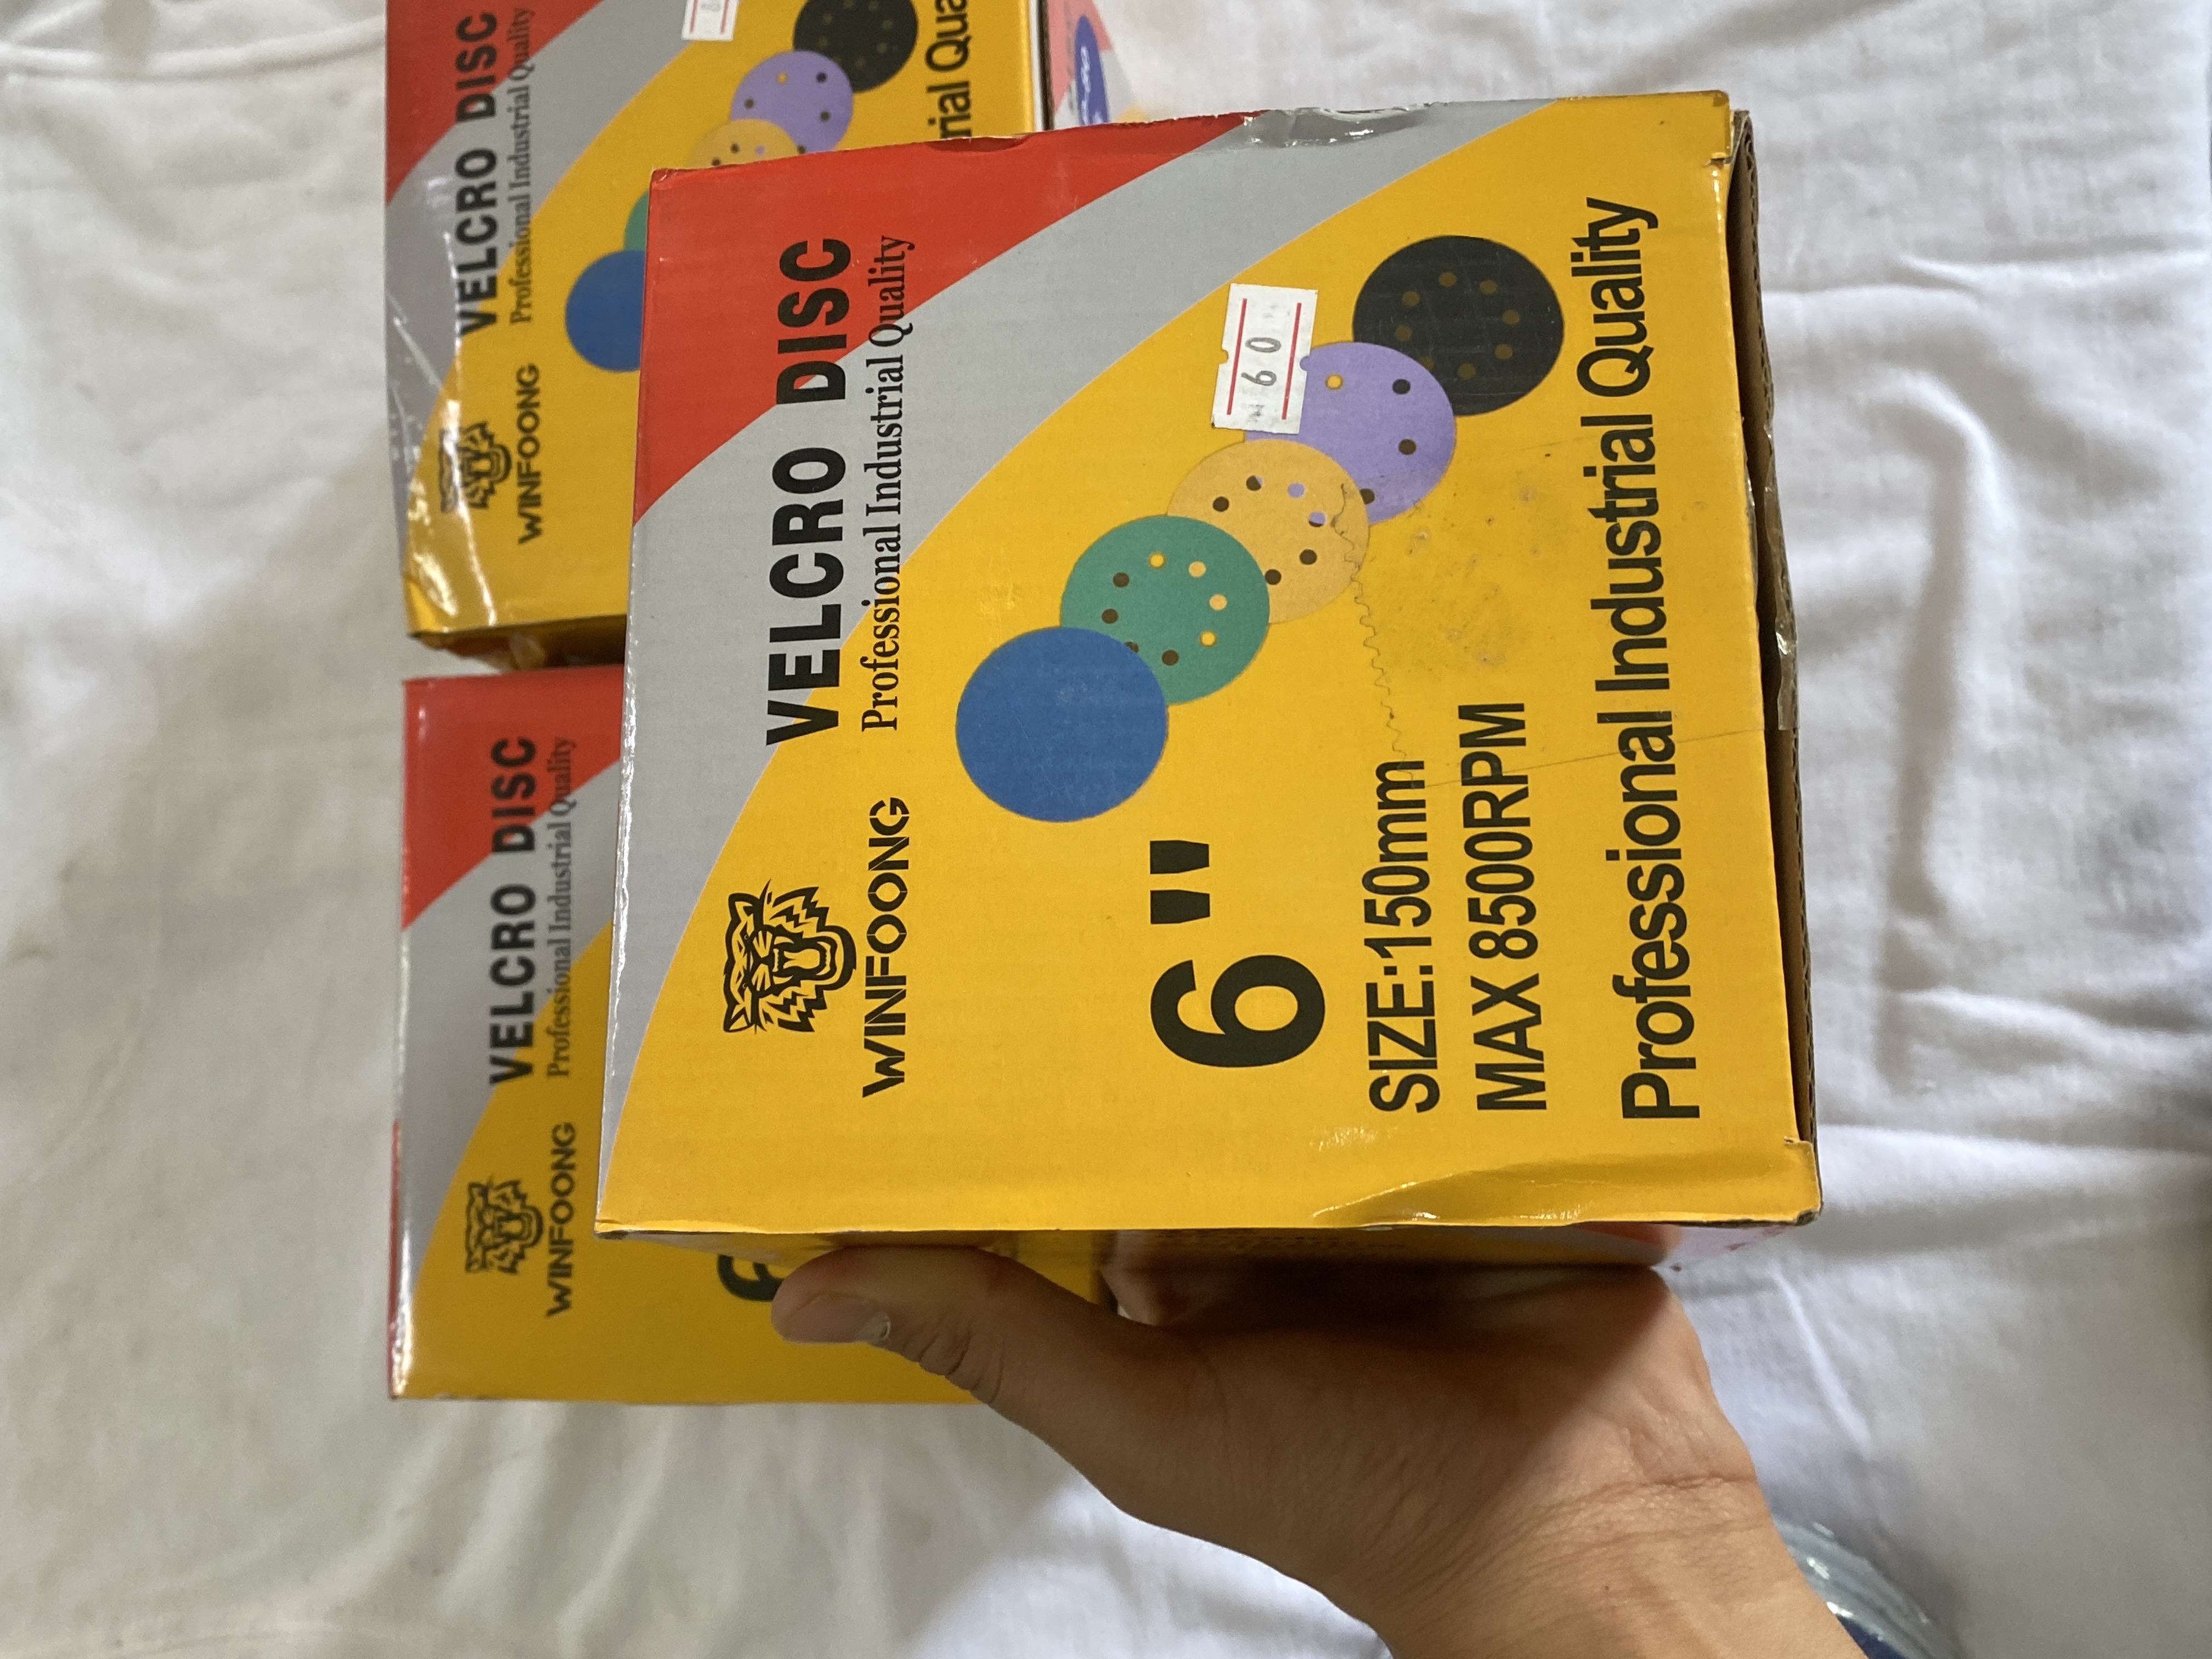 VELCRO DISC
Professional Industrial Quality
WINFOONG
60
6"
SIZE:150mm
MAX 8500RPM
Professional Industrial Quality
VELCRO DISC
Professional Industrial Quality
WINFOONG
VELCRO DISC
Professional Industrial Quality
WINFOONG
6